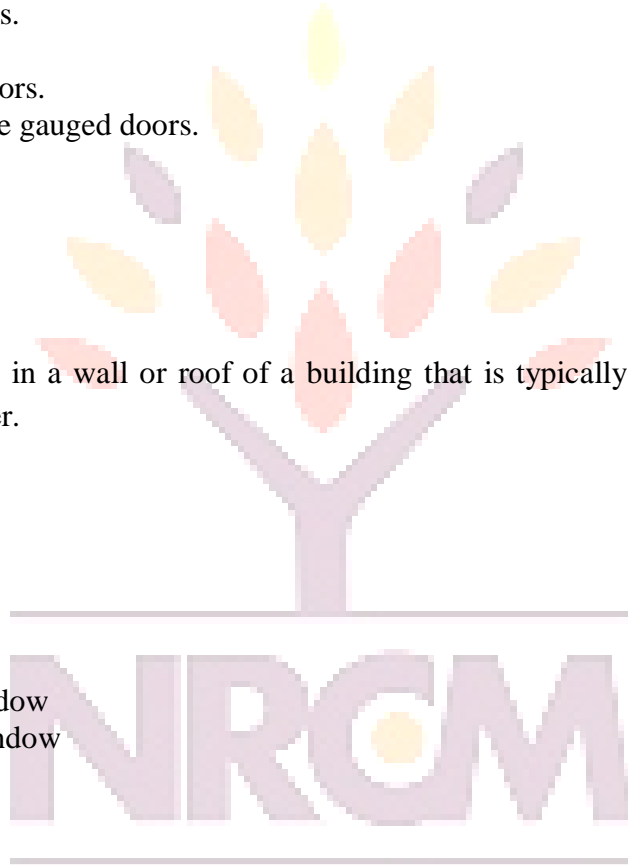 s.
ors.
e gauged doors.
in a wall or roof of a building that is typically
er.
dow
ndow
NRCM